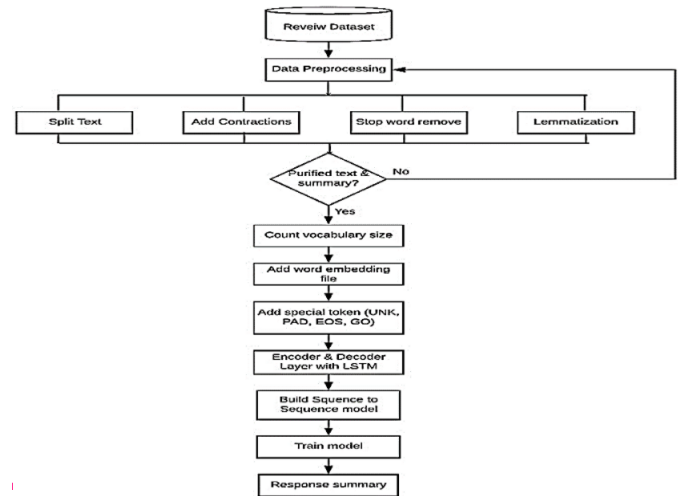 Reveiw Dataset
Data Preprocessing
Split Text
Add Contractions
Stop word remove
Lemmatization
Purified text &
summary?
No
Yes
Count vocabulary size
Add word embedding
file
Add special token (UNK,
PAD, EOS, GO)
Encoder & Decoder
Layer with LSTM
Build Squence to
Sequence model
Train model
Response summary